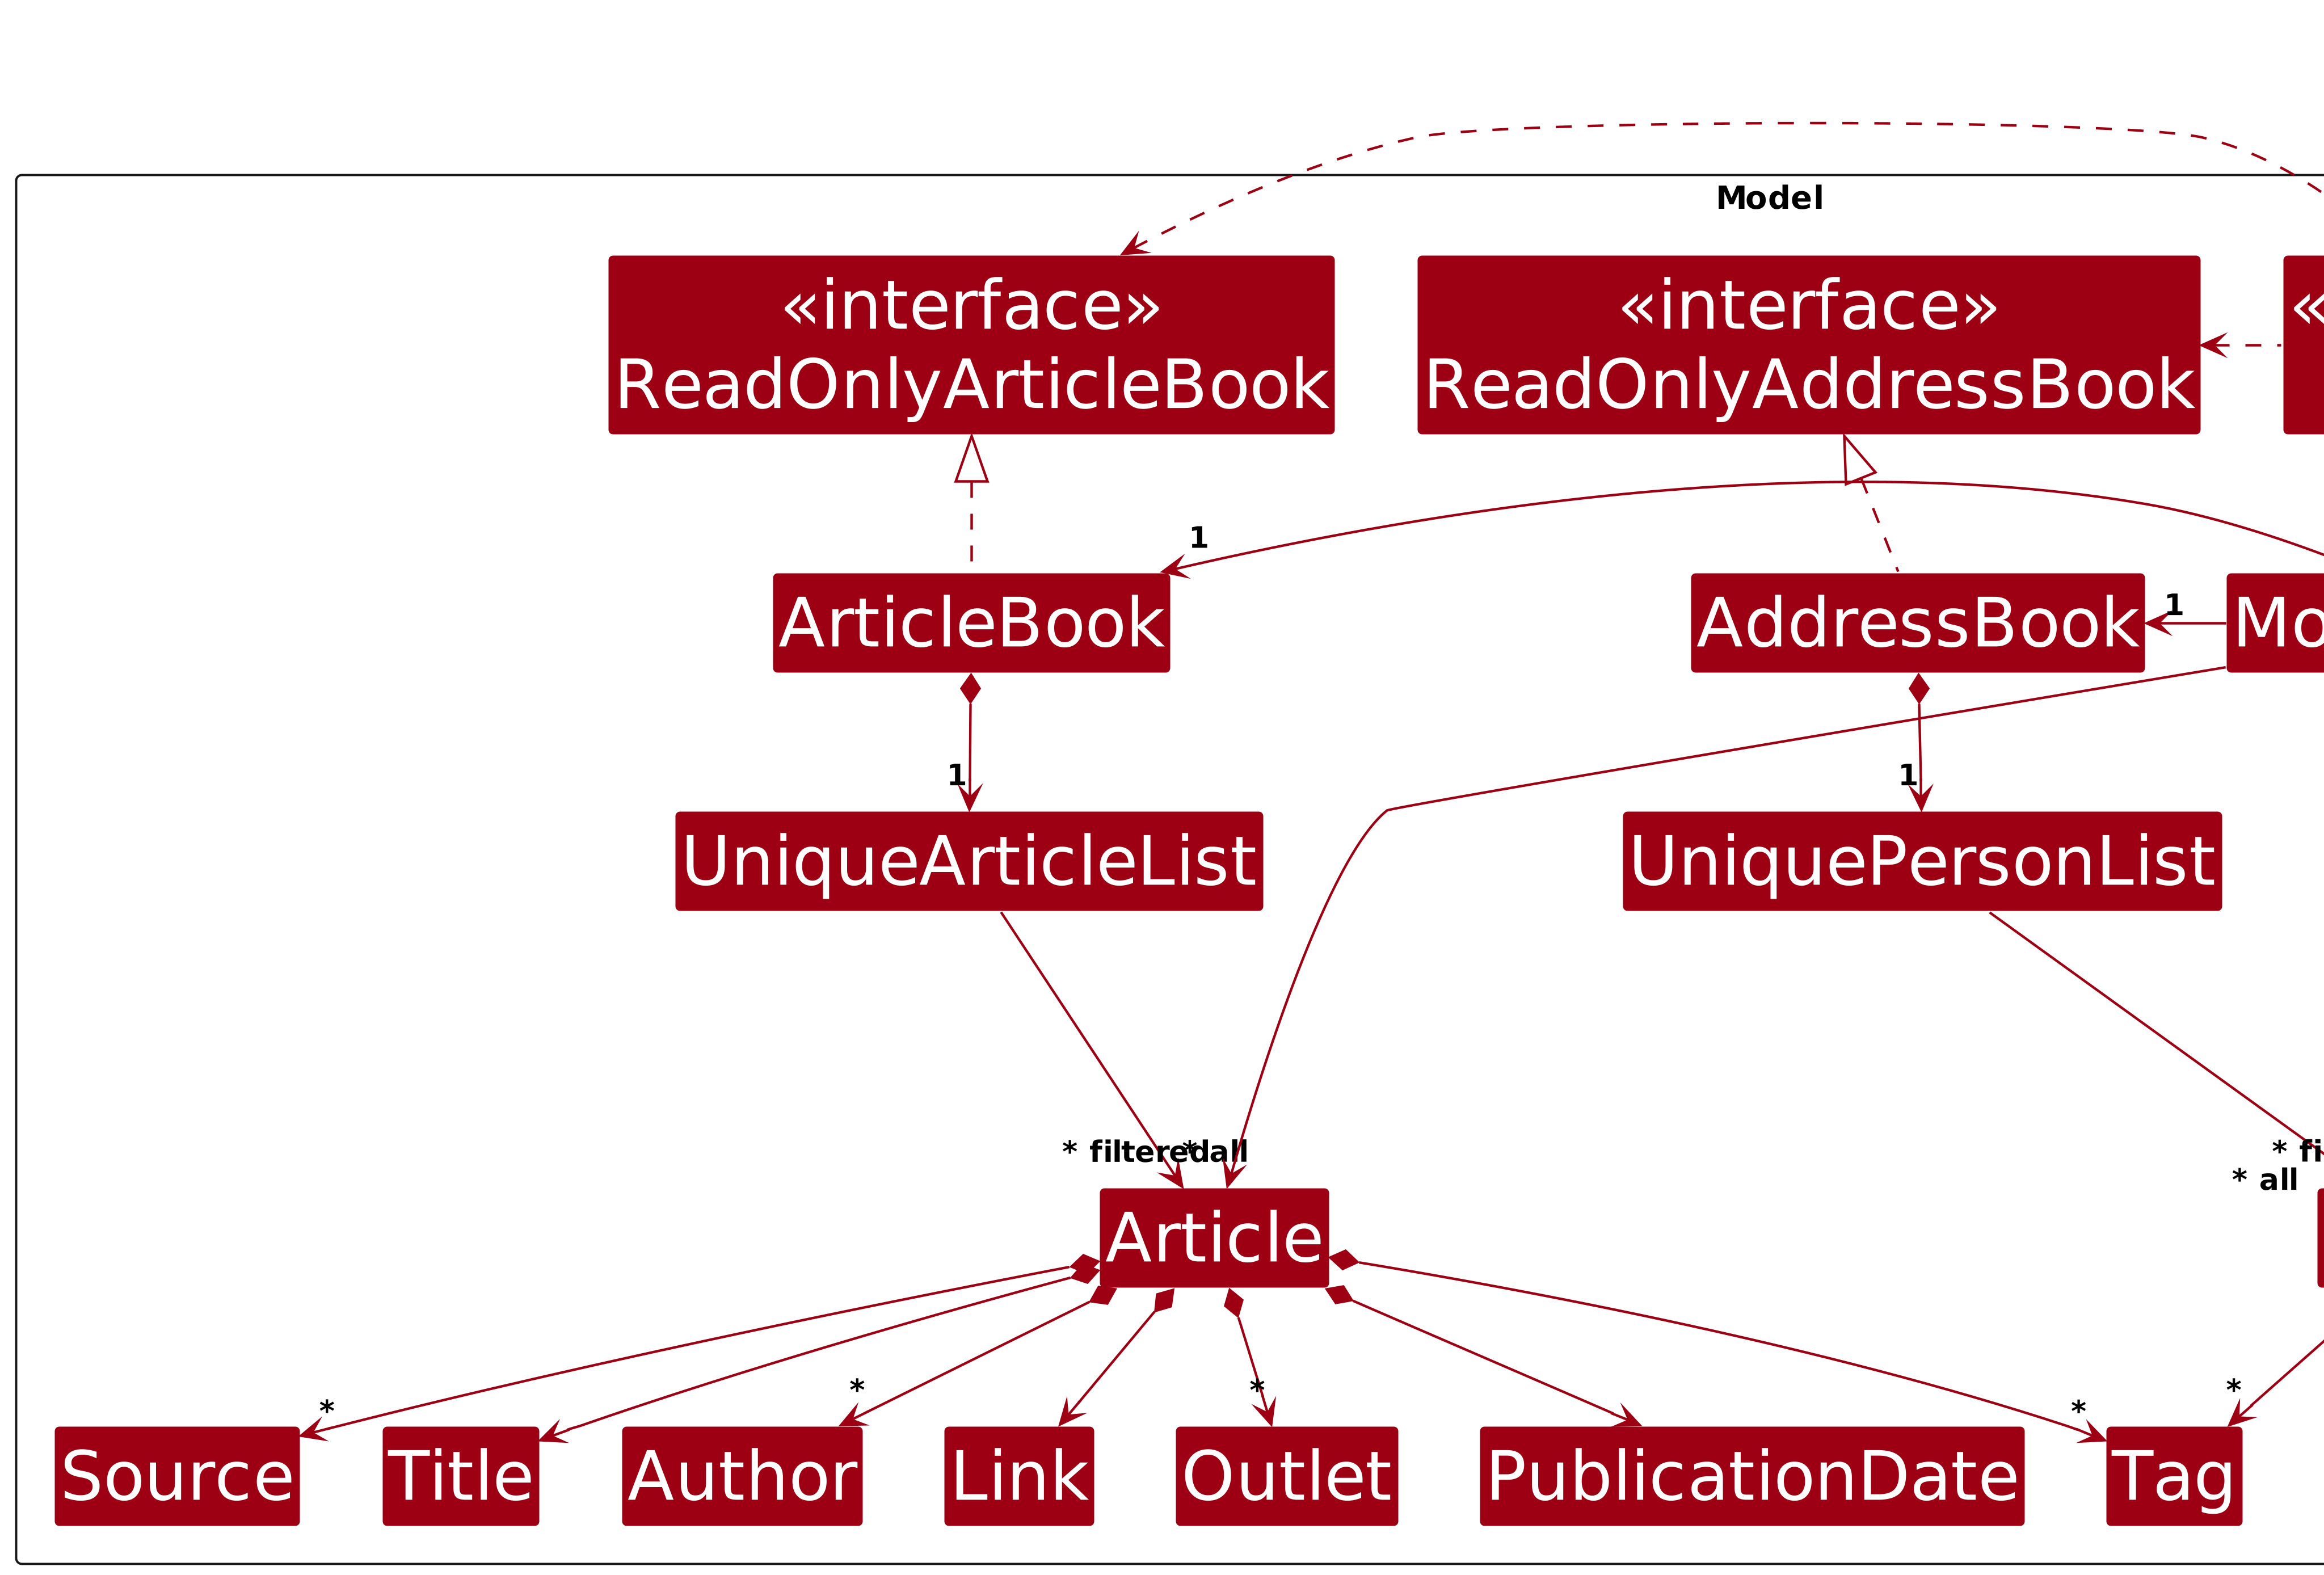 Model
«interface»
ReadOnlyArticleBook
«interface»
ReadOnlyAddressBook
«
1
ArticleBook
AddressBook
1
Mo
1
1
UniqueArticleList
UniquePersonList
* filtered
* all
* fi
* all
Article
*
*
*
*
*
Source
Title
Author
Link
Outlet
PublicationDate
Tag